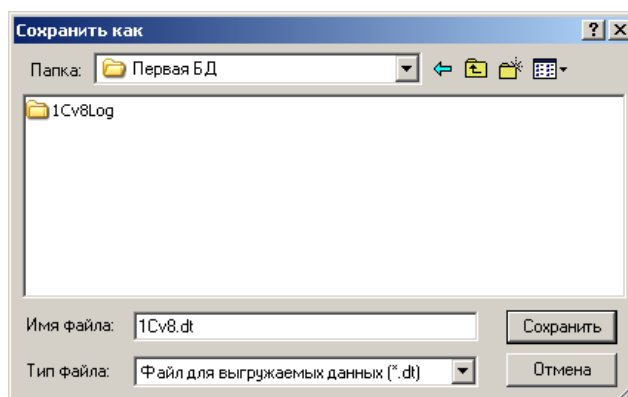 Сохранить как
Папка: Первая БД
1Cv8Log
Имя файла: 1Cv8.dt Сохранить
Тип файла: Файл для выгружаемых данных (*.dt) Отмена